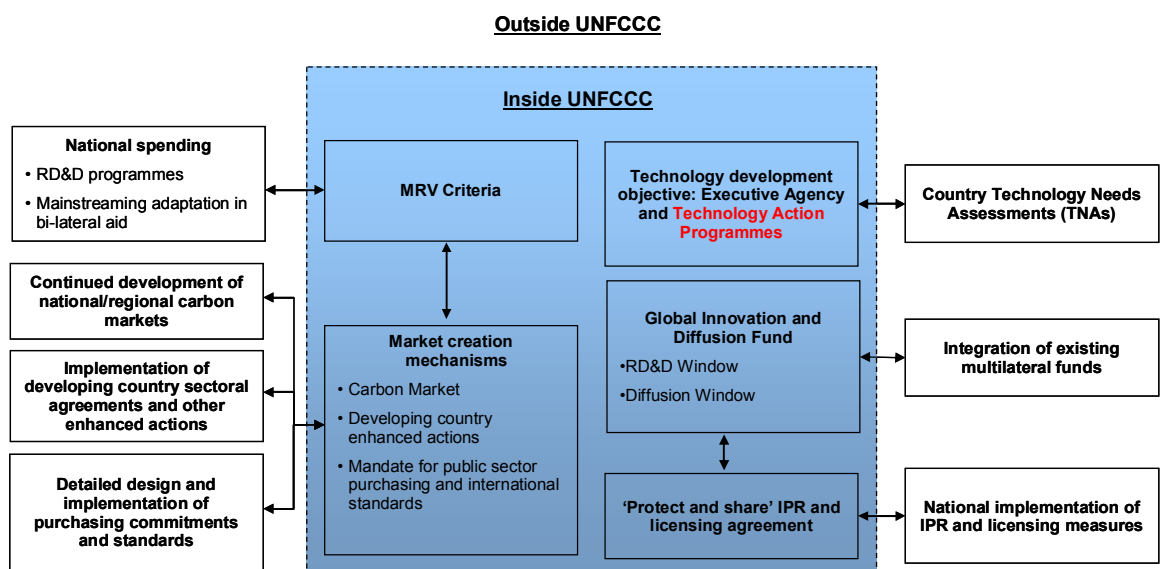 Outside UNFCCC
Inside UNFCCC
National spending
• RD&D programmes
• Mainstreaming adaptation in
bi-lateral aid
Continued development of
national/regional carbon
markets
Implementation of
developing country sectoral
agreements and other
enhanced actions
Detailed design and
implementation of
purchasing commitments
and standards
MRV Criteria
Market creation
mechanisms
• Carbon Market
• Developing country
enhanced actions
• Mandate for public sector
purchasing and international
standards
Technology development
objective: Executive Agency
and Technology Action
Programmes
Global Innovation and
Diffusion Fund
•RD&D Window
•Diffusion Window
‘Protect and share’ IPR and
licensing agreement
Country Technology Needs
Assessments (TNAs)
Integration of existing
multilateral funds
National implementation of
IPR and licensing measures